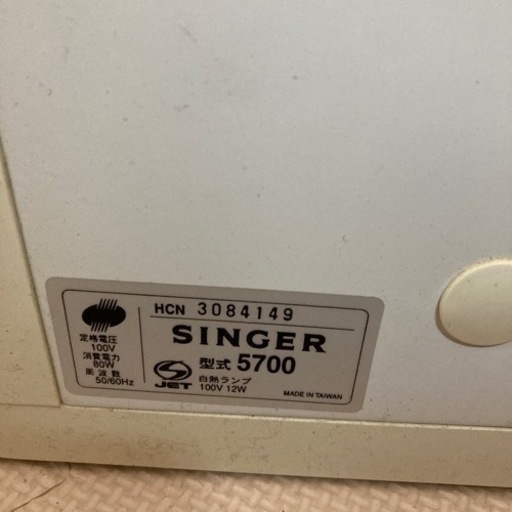 HCN 3084149
SINGER
型式 5700
定格電圧
100V
消費電力
80W
周波数
50/60Hz
JET
白熱ランプ
100V 12W
MADE IN TAIWAN